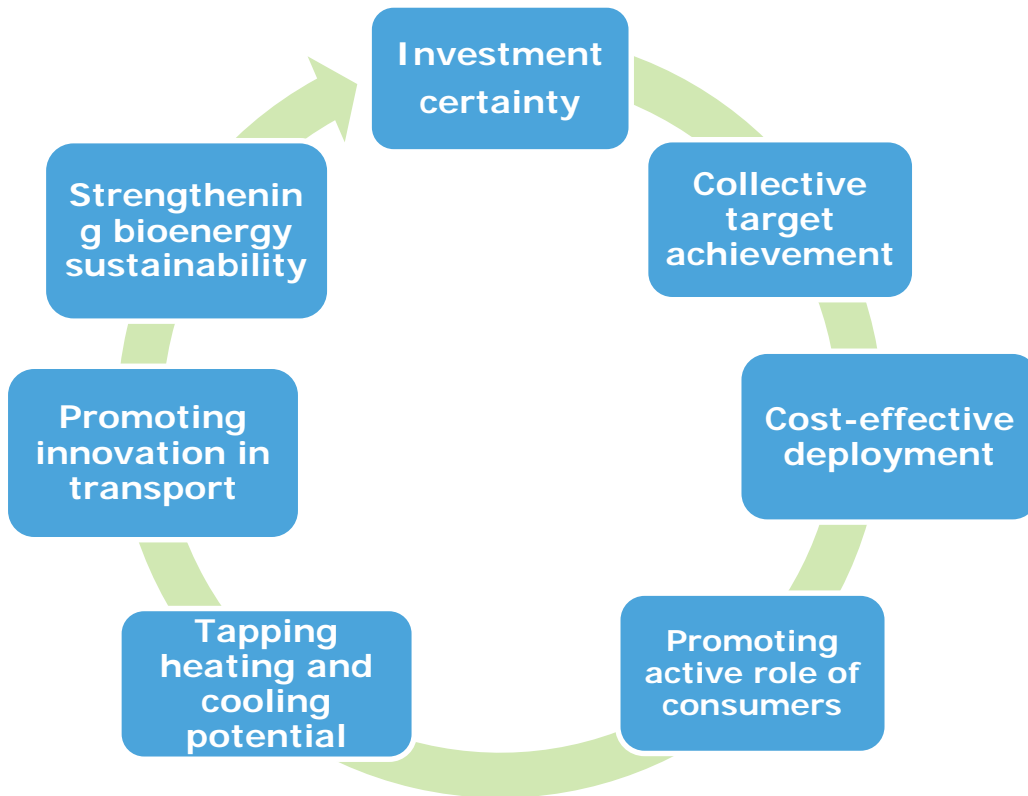 Investment
certainty
Collective
target
achievement
Cost-effective
deployment
Promoting
active role of
consumers
Tapping
heating and
cooling
potential
Promoting
innovation in
transport
Strengthenin
g bioenergy
sustainability